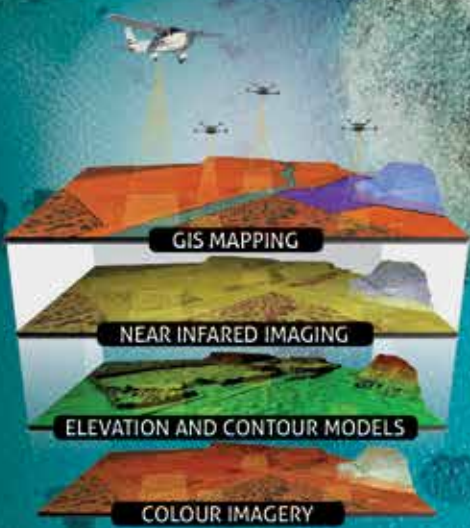 GIS MAPPING
NEAR INFARED IMAGING
ELEVATION AND CONTOUR MODELS
COLOUR IMAGERY